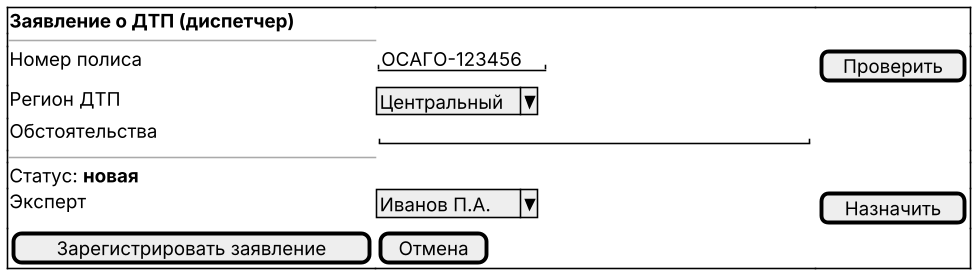 Заявление о ДТП (диспетчер)
Номер полиса ОСАГО-123456 Проверить
Регион ДТП Центральный
Обстоятельства
Статус: новая
Эксперт Иванов П.А. Назначить
Зарегистрировать заявление Отмена